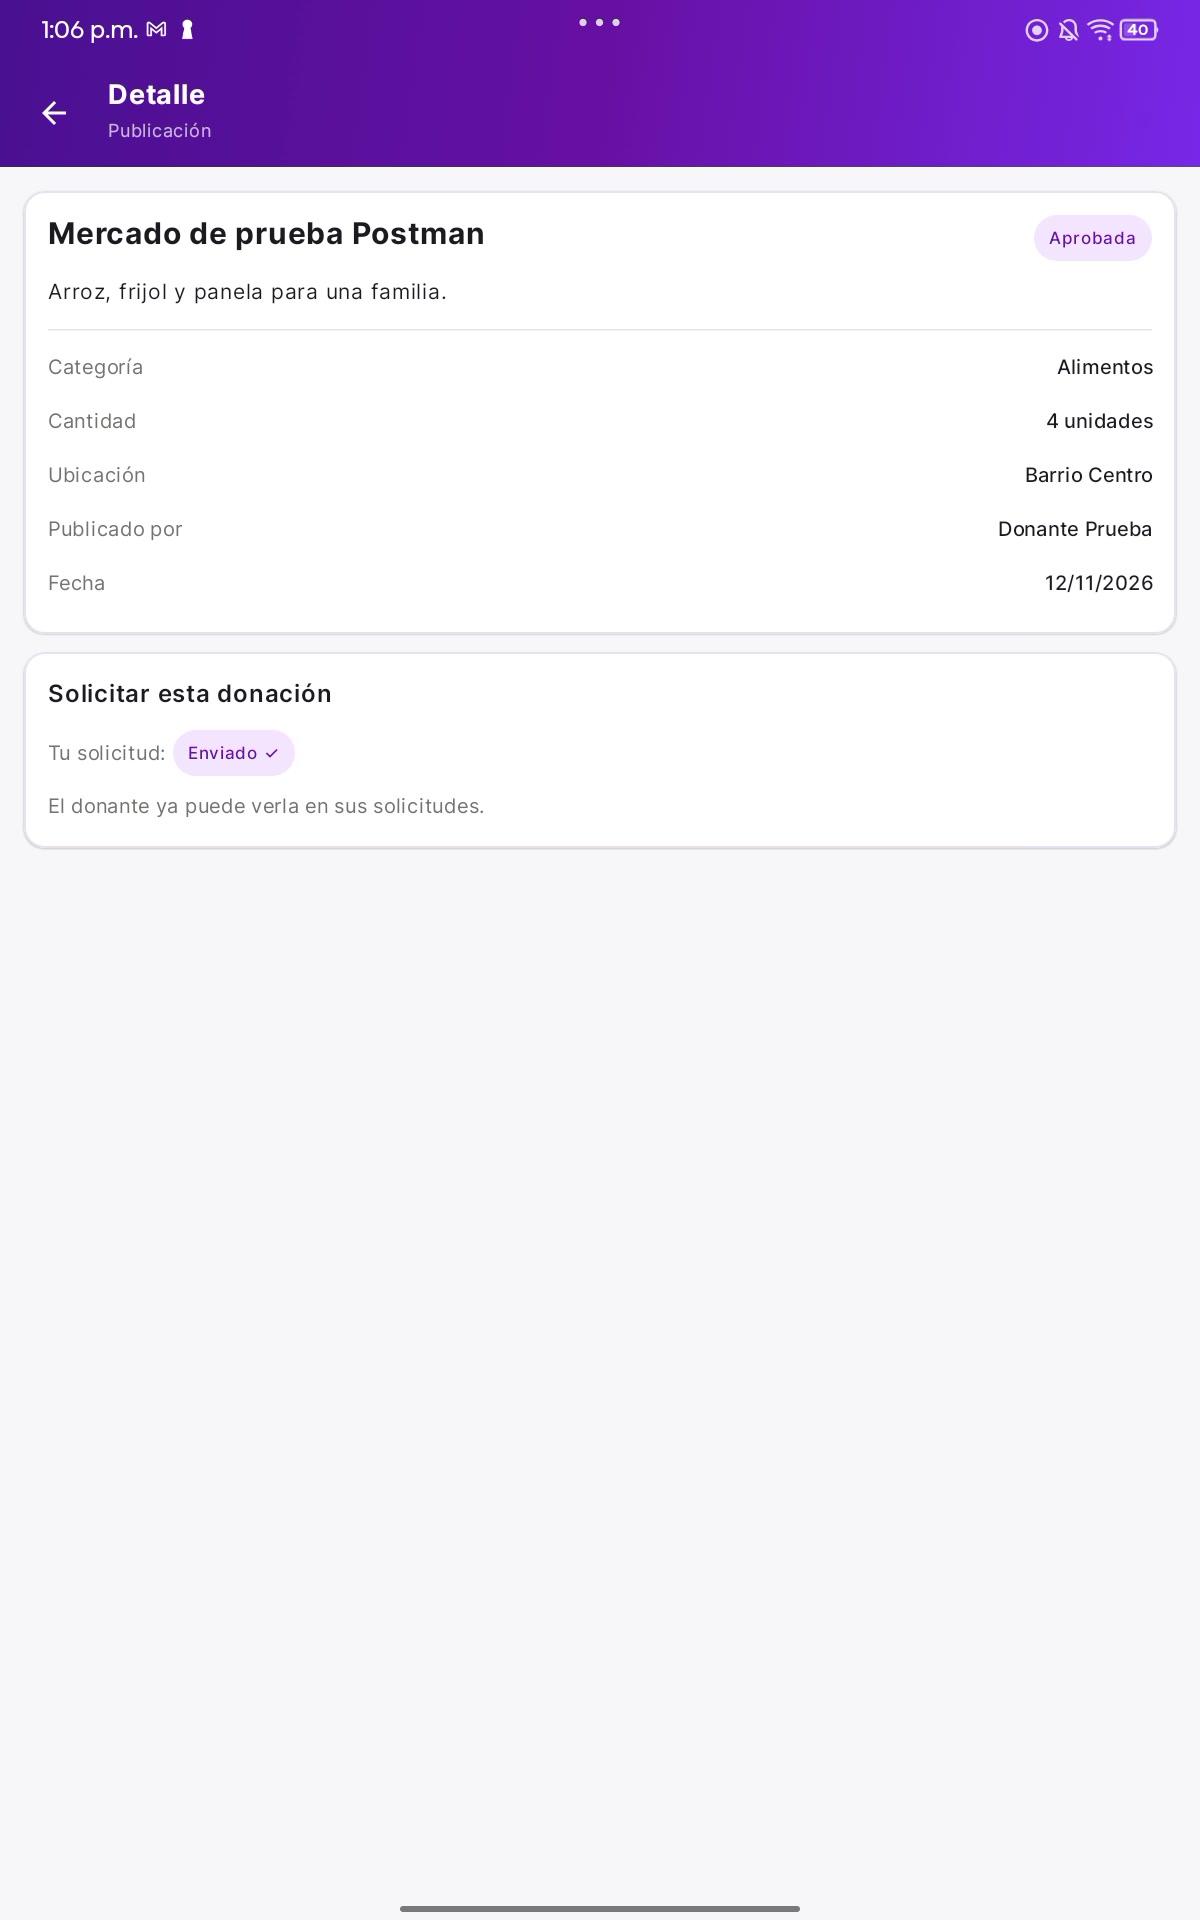 1:06 p.m.
40
Detalle
Publicación
Mercado de prueba Postman
Aprobada
Arroz, frijol y panela para una familia.
Categoría Alimentos
Cantidad 4 unidades
Ubicación Barrio Centro
Publicado por Donante Prueba
Fecha 12/11/2026
Solicitar esta donación
Tu solicitud: Enviado ✓
El donante ya puede verla en sus solicitudes.